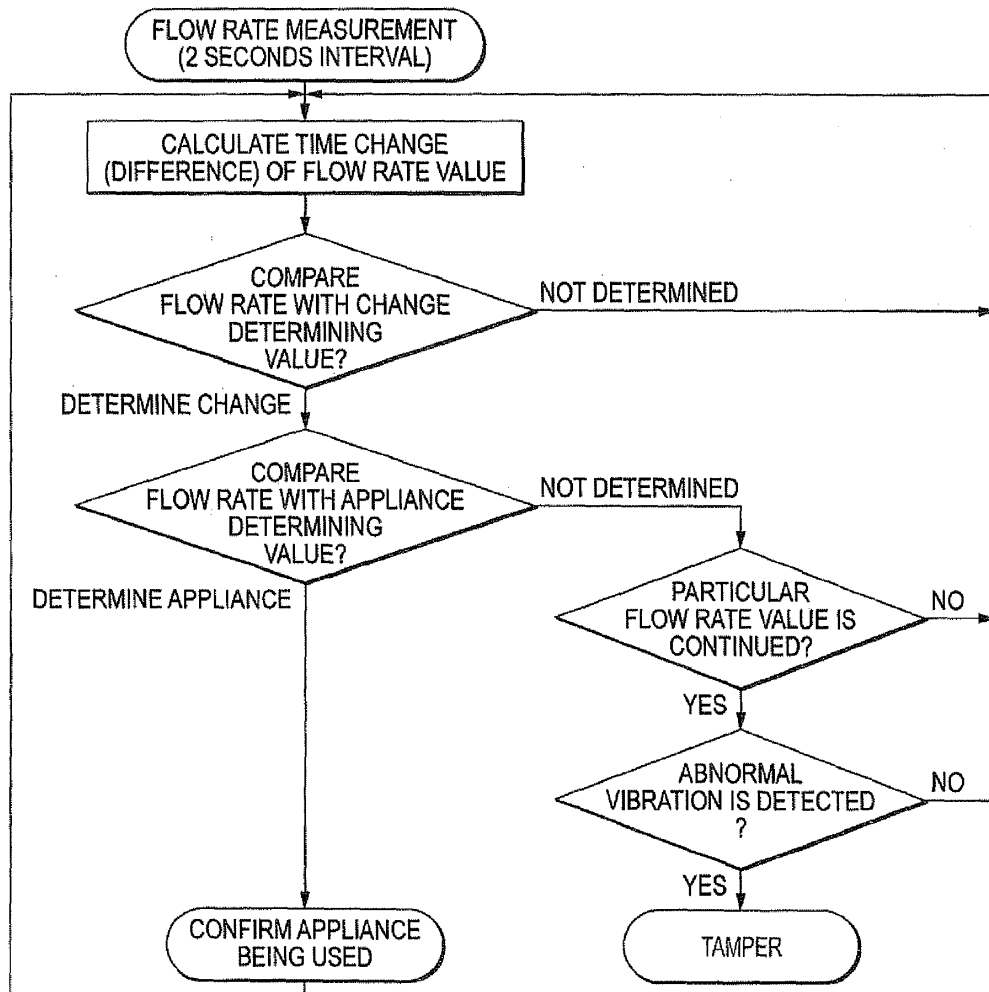 FLOW RATE MEASUREMENT
(2 SECONDS INTERVAL)
CALCULATE TIME CHANGE
(DIFFERENCE) OF FLOW RATE VALUE
COMPARE
FLOW RATE WITH CHANGE
DETERMINING
VALUE?
NOT DETERMINED
DETERMINE CHANGE
COMPARE
FLOW RATE WITH APPLIANCE
DETERMINING
VALUE?
NOT DETERMINED
DETERMINE APPLIANCE
PARTICULAR
FLOW RATE VALUE IS
CONTINUED?
NO
YES
ABNORMAL
VIBRATION IS DETECTED
?
NO
YES
CONFIRM APPLIANCE
BEING USED
TAMPER